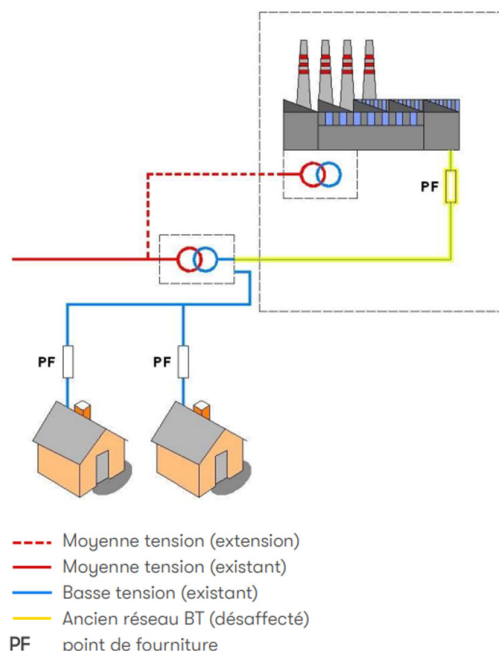 PF
PF
PF
Moyenne tension (extension)
Moyenne tension (existant)
Basse tension (existant)
Ancien réseau BT (désaffecté)
PF point de fourniture